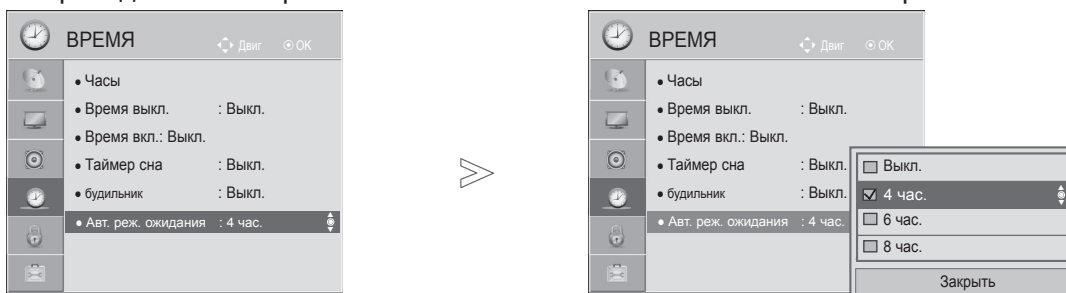 ВРЕМЯ
Двиг OK
• Часы
• Время выкл. : Выкл.
• Время вкл.: Выкл.
• Таймер сна : Выкл.
• будильник : Выкл.
• Авт. реж. ожидания : 4 час.
ВРЕМЯ
Двиг OK
• Часы
• Время выкл. : Выкл.
• Время вкл.: Выкл.
• Таймер сна : Выкл.
• будильник : Выкл.
• Авт. реж. ожидания : 4 час.
Выкл.
4 час.
6 час.
8 час.
Закрыть